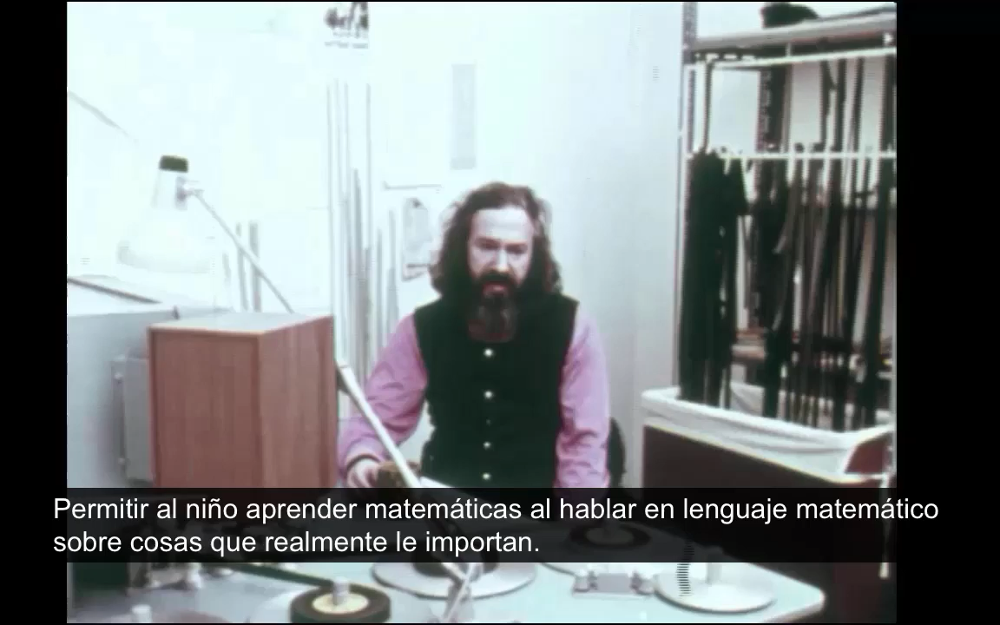 Permitir al niño aprender matemáticas al hablar en lenguaje matemático
sobre cosas que realmente le importan.